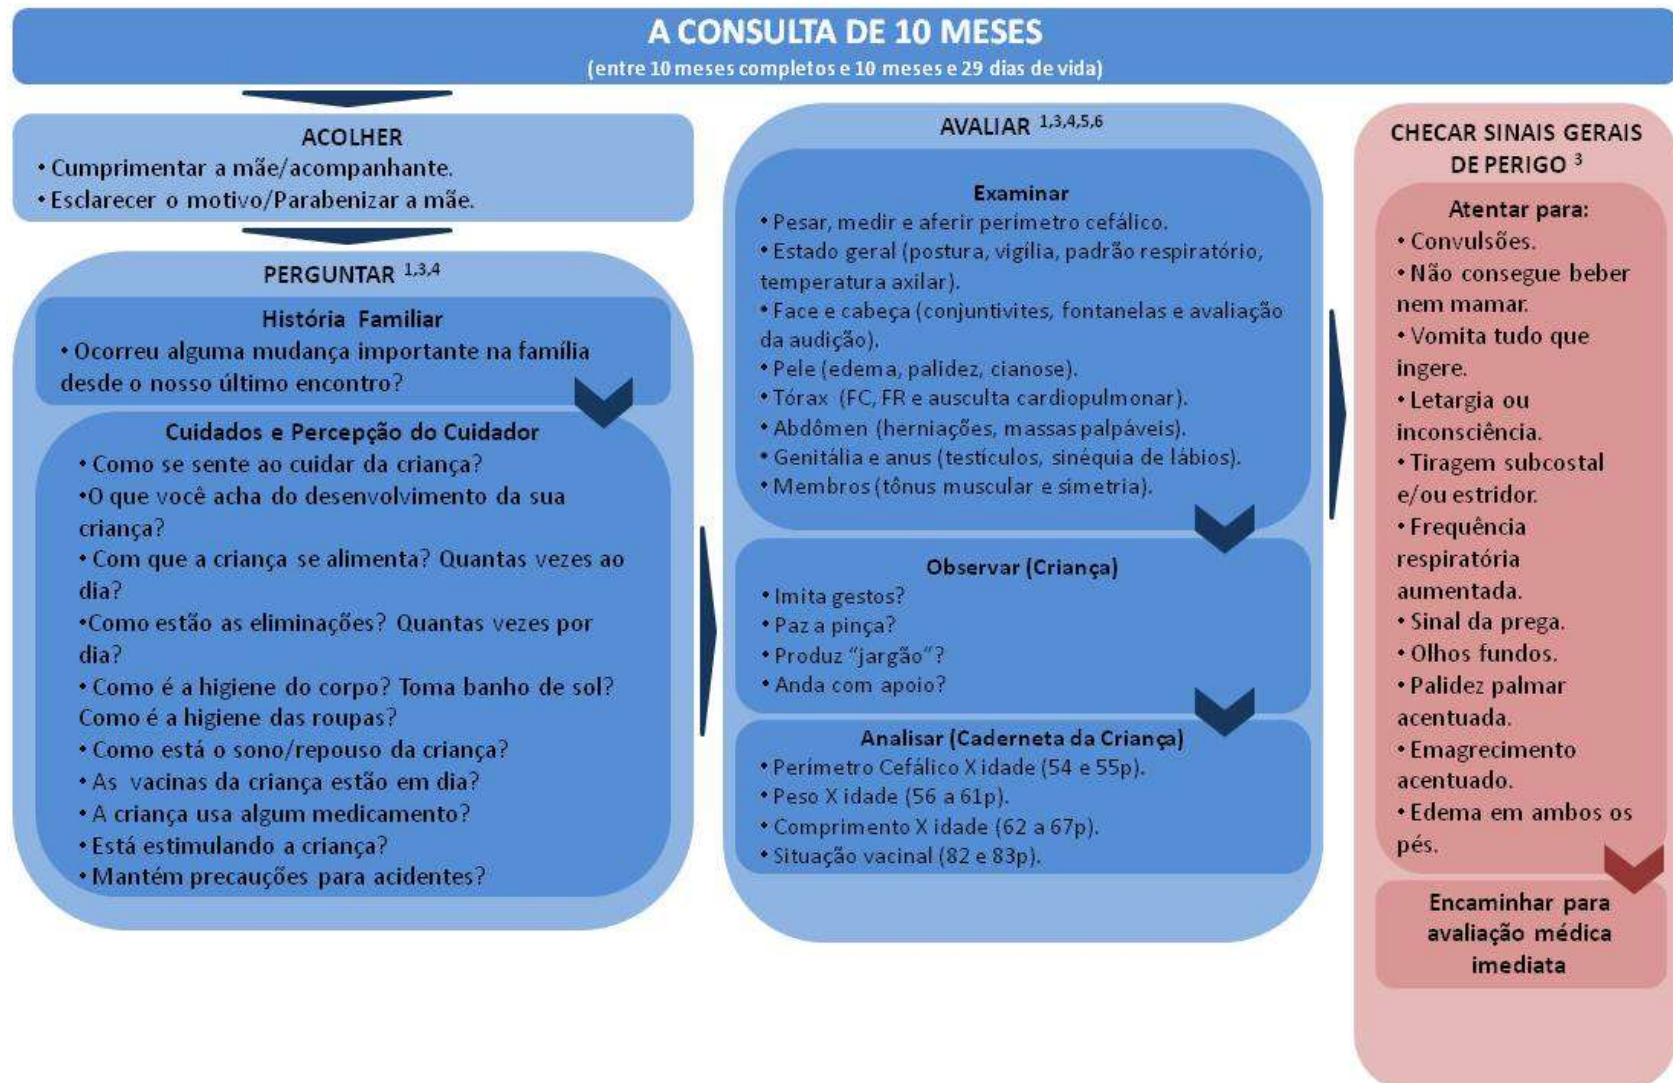 A CONSULTA DE 10 MESES
(entre 10 meses completos e 10 meses e 29 dias de vida)
ACOLHER
• Cumprimentar a mãe/acompanhante.
• Esclarecer o motivo/Parabenizar a mãe.
PERGUNTAR 1,3,4
História Familiar
• Ocorreu alguma mudança importante na família
desde o nosso último encontro?
Cuidados e Percepção do Cuidador
• Como se sente ao cuidar da criança?
•O que você acha do desenvolvimento da sua
criança?
• Com que a criança se alimenta? Quantas vezes ao
dia?
•Como estão as eliminações? Quantas vezes por
dia?
• Como é a higiene do corpo? Toma banho de sol?
Como é a higiene das roupas?
• Como está o sono/repouso da criança?
• As vacinas da criança estão em dia?
• A criança usa algum medicamento?
• Está estimulando a criança?
• Mantém precauções para acidentes?
AVALIAR 1,3,4,5,6
Examinar
• Pesar, medir e aferir perímetro cefálico.
• Estado geral (postura, vigília, padrão respiratório,
temperatura axilar).
• Face e cabeça (conjuntivites, fontanelas e avaliação
da audição).
• Pele (edema, palidez, cianose).
• Tórax (FC, FR e ausculta cardiopulmonar).
• Abdômen (herniações, massas palpáveis).
• Genitália e anus (testículos, sinéquia de lábios).
• Membros (tônus muscular e simetria).
Observar (Criança)
• Imita gestos?
• Paz a pinça?
• Produz “jargão”?
• Anda com apoio?
Analisar (Caderneta da Criança)
• Perímetro Cefálico X idade (54 e 55p).
• Peso X idade (56 a 61p).
• Comprimento X idade (62 a 67p).
• Situação vacinal (82 e 83p).
CHECAR SINAIS GERAIS
DE PERIGO 3
Atentar para:
• Convulsões.
• Não consegue beber
nem mamar.
• Vomita tudo que
ingere.
• Letargia ou
inconsciência.
• Tiragem subcostal
e/ou estridor.
• Frequência
respiratória
aumentada.
• Sinal da prega.
• Olhos fundos.
• Palidez palmar
acentuada.
• Emagrecimento
acentuado.
• Edema em ambos os
pés.
Encaminhar para
avaliação médica
imediata